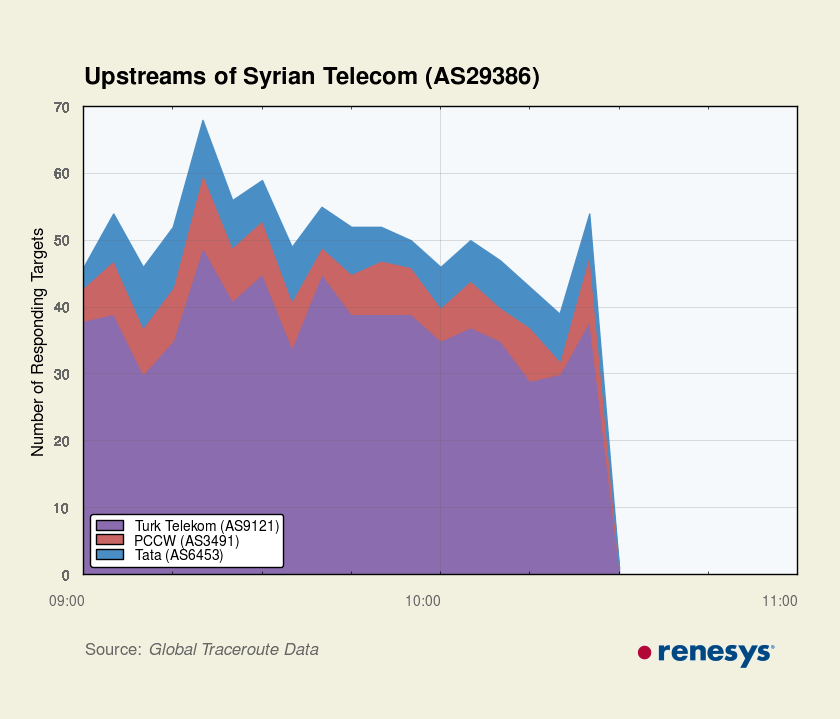 Upstreams of Syrian Telecom (AS29386)
70
60
50
40
30
20
10
0
Number of Responding Targets
Turk Telekom (AS9121)
PCCW (AS3491)
Tata (AS6453)
09:00 10:00 11:00
Source: Global Traceroute Data
renesys®